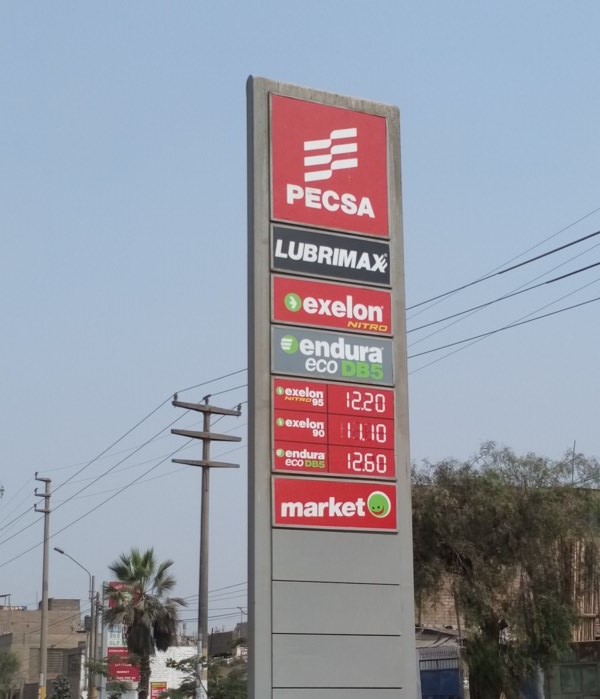 PECSA
LUBRIMAX
exelon
NITRO
endura
eco DB5
exelon
NITRO 95
12.20
exelon
90
11.10
endura
eco DB5
12.60
market